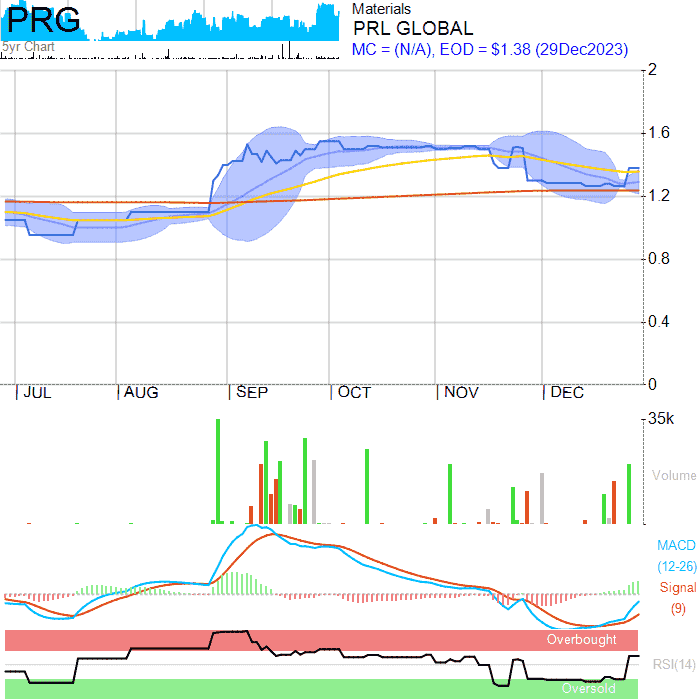 PRG
5yr Chart
Materials
PRL GLOBAL
MC = (N/A), EOD = $1.38 (29Dec2023)
2
1.6
1.2
0.8
0.4
0
JUL AUG SEP OCT NOV DEC
35k
Volume
MACD
(12-26)
Signal
(9)
Overbought
RSI(14)
Oversold